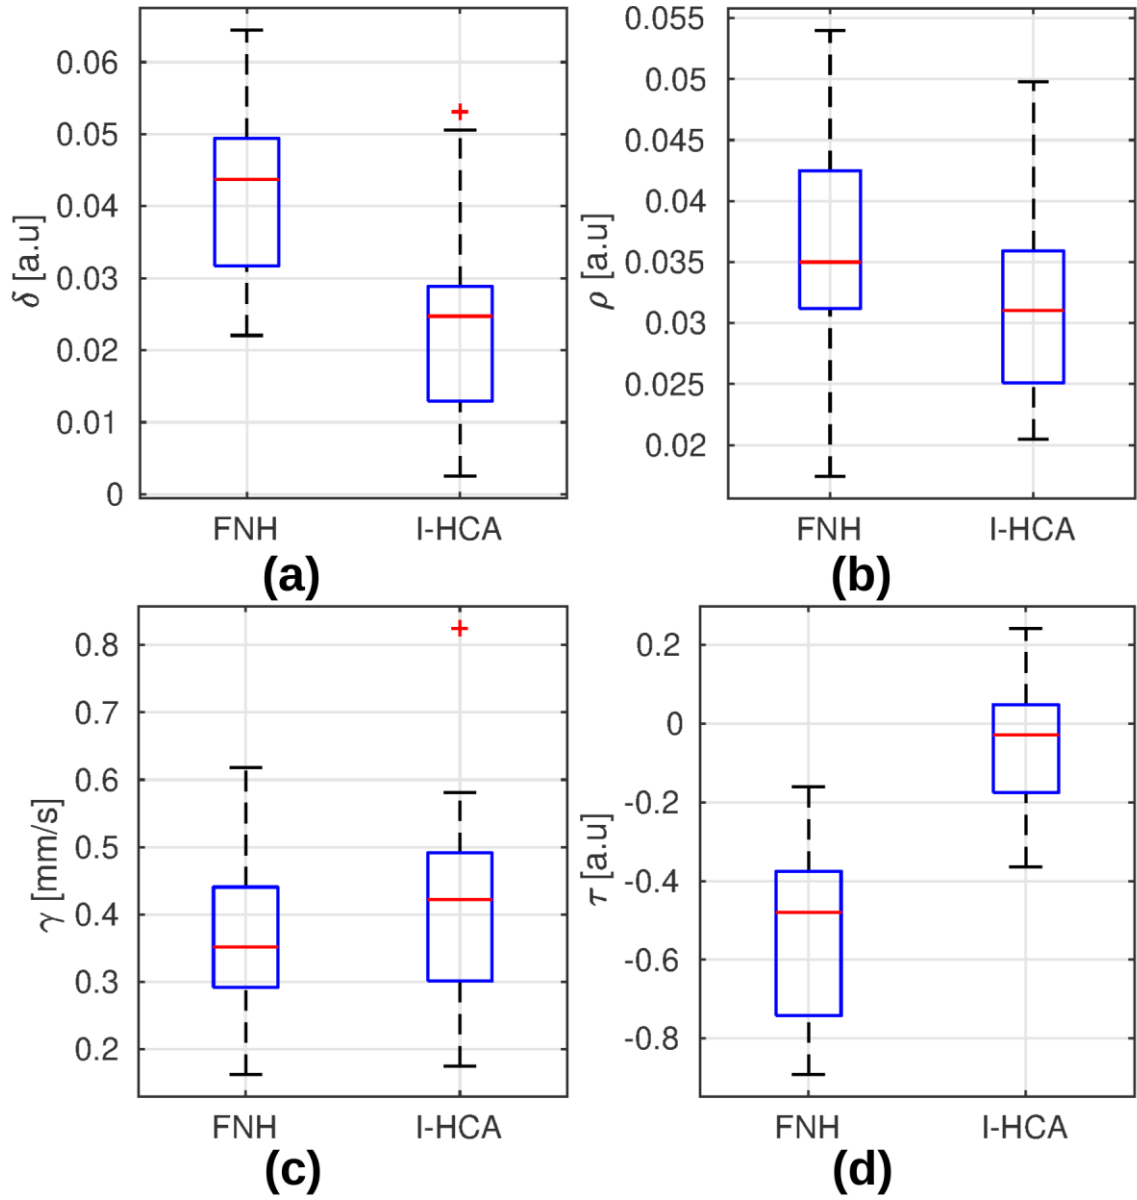 0.06
0.05
0.04
0.03
0.02
0.01
0
δ [a.u]
FNH
I-HCA
(a)
0.055
0.05
0.045
0.04
0.035
0.03
0.025
0.02
ρ [a.u]
FNH
I-HCA
(b)
0.8
0.7
0.6
0.5
0.4
0.3
0.2
γ [mm/s]
FNH
I-HCA
(c)
0.2
0
-0.2
-0.4
-0.6
-0.8
τ [a.u]
FNH
I-HCA
(d)